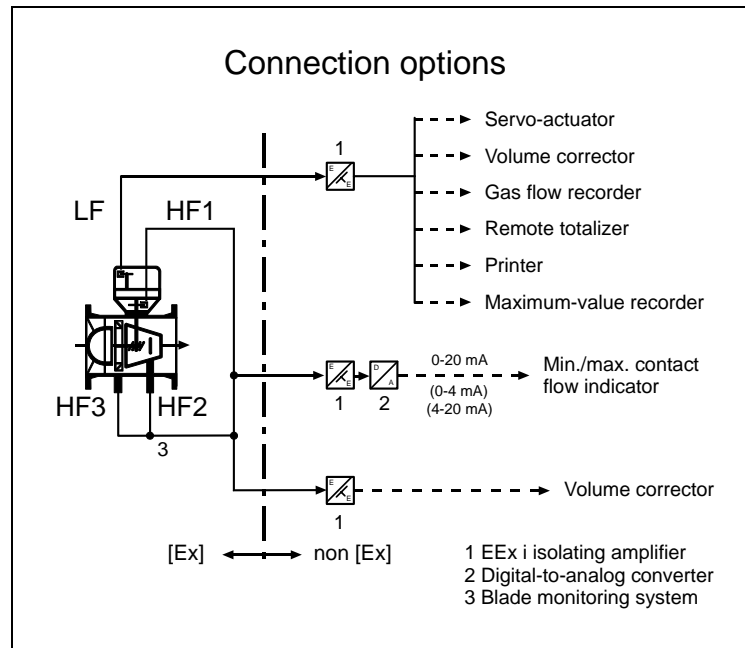 Connection options
Servo-actuator
1
Volume corrector
E
E
Gas flow recorder
LF
HF1
Remote totalizer
Printer
Maximum-value recorder
0-20 mA
Min./max. contact
E
E
D
A
flow indicator
(0-4 mA)
HF3
HF2
1
2
(4-20 mA)
3
E
E
Volume corrector
1
[Ex]
non [Ex]
1 EEx i isolating amplifier
2 Digital-to-analog converter
3 Blade monitoring system